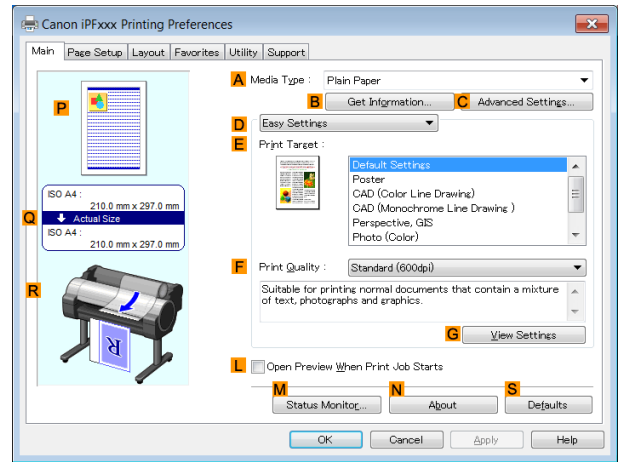 Canon iPFxxx Printing Preferences
Main Page Setup Layout Favorites Utility Support
P
ISO A4 :
210.0 mm x 297.0 mm
Q Actual Size
ISO A4 :
210.0 mm x 297.0 mm
R
R
A Media Type : Plain Paper
B Get Information... C Advanced Settings...
D Easy Settings
E Print Target :
Default Settings
Poster
CAD (Color Line Drawing)
CAD (Monochrome Line Drawing )
Perspective, GIS
Photo (Color)
F Print Quality : Standard (600dpi)
Suitable for printing normal documents that contain a mixture
of text, photographs and graphics.
G View Settings
L Open Preview When Print Job Starts
M N S
Status Monitor... About Defaults
OK Cancel Apply Help